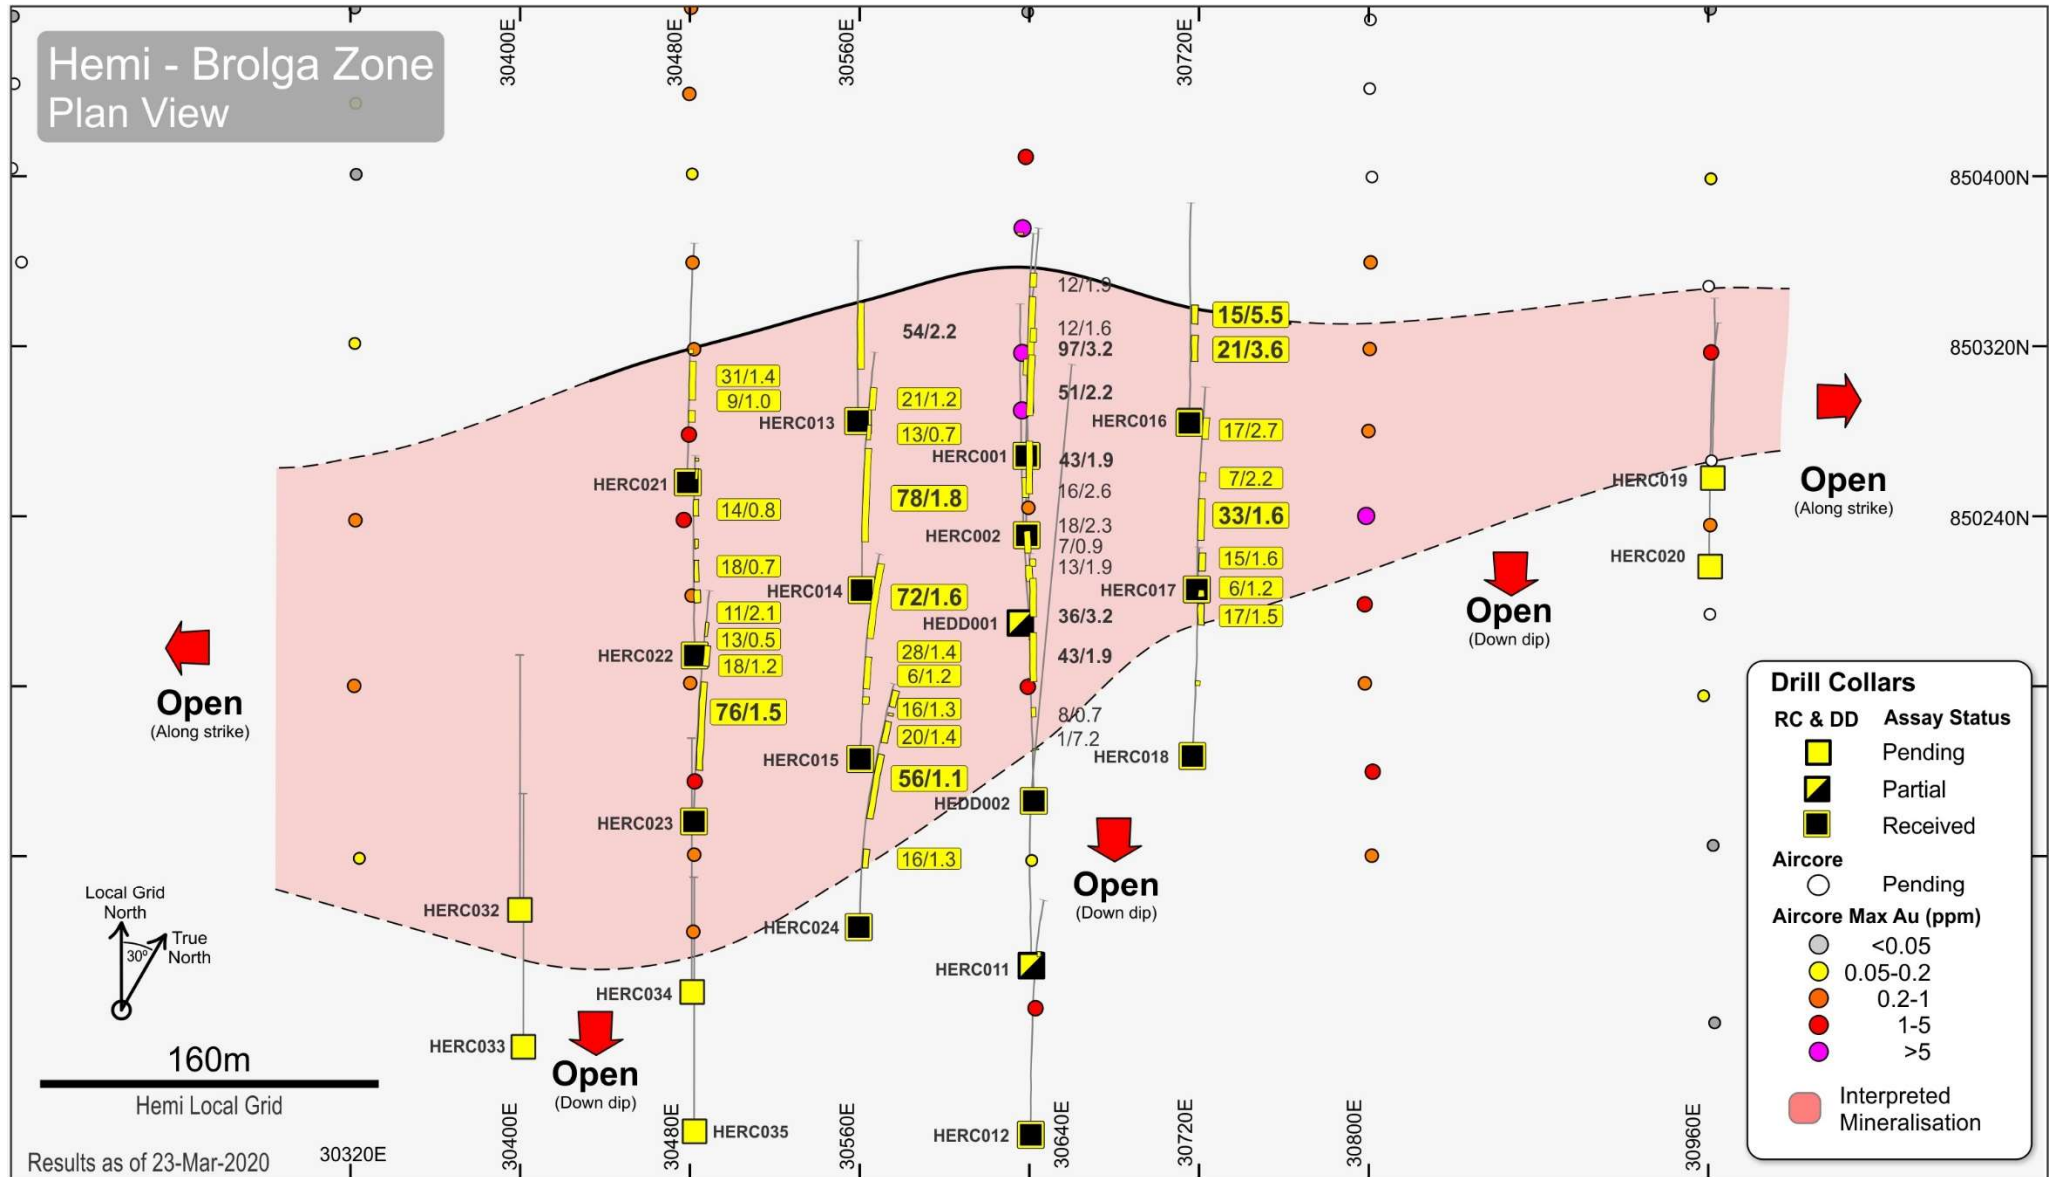 Hemi - Brolga Zone
Plan View
30400E
30480E
30560E
30720E
850400N
850320N
850240N
12/1.9
12/1.6
97/3.2
51/2.2
43/1.9
16/2.6
18/2.3
7/0.9
13/1.9
36/3.2
43/1.9
8/0.7
1/7.2
54/2.2
15/5.5
21/3.6
31/1.4
9/1.0
21/1.2
13/0.7
17/2.7
7/2.2
33/1.6
78/1.8
14/0.8
18/0.7
15/1.6
6/1.2
17/1.5
72/1.6
11/2.1
13/0.5
18/1.2
28/1.4
6/1.2
76/1.5
16/1.3
20/1.4
56/1.1
16/1.3
HERC013
HERC016
HERC001
HERC021
HERC019
HERC002
HERC020
HERC014
HERC017
HEDD001
HERC022
HERC015
HERC018
HEDD002
HERC023
HERC032
HERC024
HERC011
HERC034
HERC033
HERC035
HERC012
Open
(Along strike)
Open
(Along strike)
Open
(Down dip)
Open
(Down dip)
Open
(Down dip)
Local Grid
North
True
North
30º
160m
Hemi Local Grid
Results as of 23-Mar-2020
30320E
30400E
30480E
30560E
30640E
30720E
30800E
30960E
Drill Collars
RC & DD Assay Status
Pending
Partial
Received
Aircore
Pending
Aircore Max Au (ppm)
<0.05
0.05-0.2
0.2-1
1-5
>5
Interpreted
Mineralisation